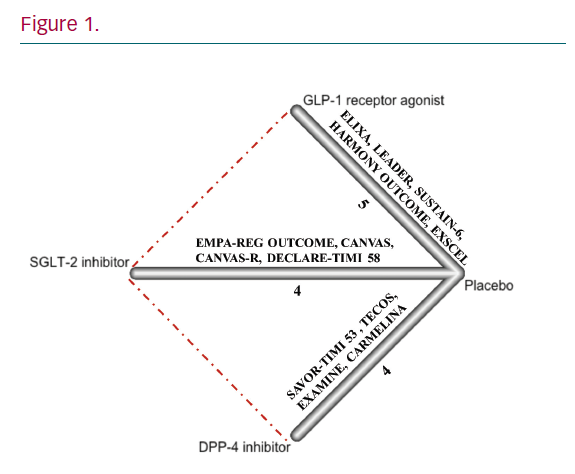 Figure 1.
GLP-1 receptor agonist
ELIXA, LEADER, SUSTAIN-6,
HARMONY OUTCOME, EXSCEL
5
EMPA-REG OUTCOME, CANVAS,
CANVAS-R, DECLARE-TIMI 58
SGLT-2 inhibitor
4
Placebo
SAVOR-TIMI 53 , TECOS,
EXAMINE, CARMELINA
4
DPP-4 inhibitor